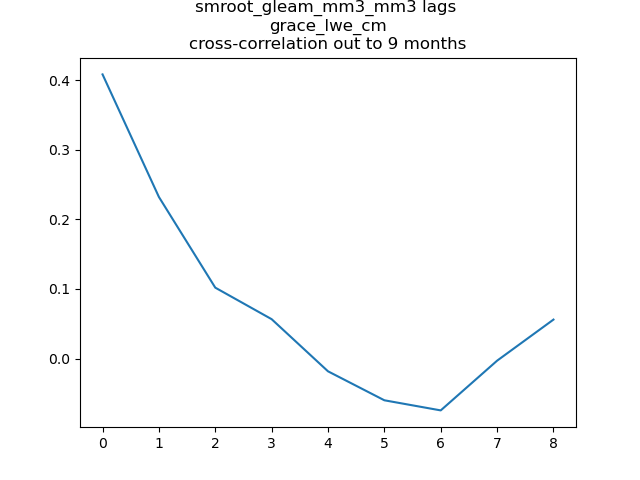 smroot_gleam_mm3_mm3 lags
grace_lwe_cm
cross-correlation out to 9 months
0.4
0.3
0.2
0.1
0.0
0 1 2 3 4 5 6 7 8